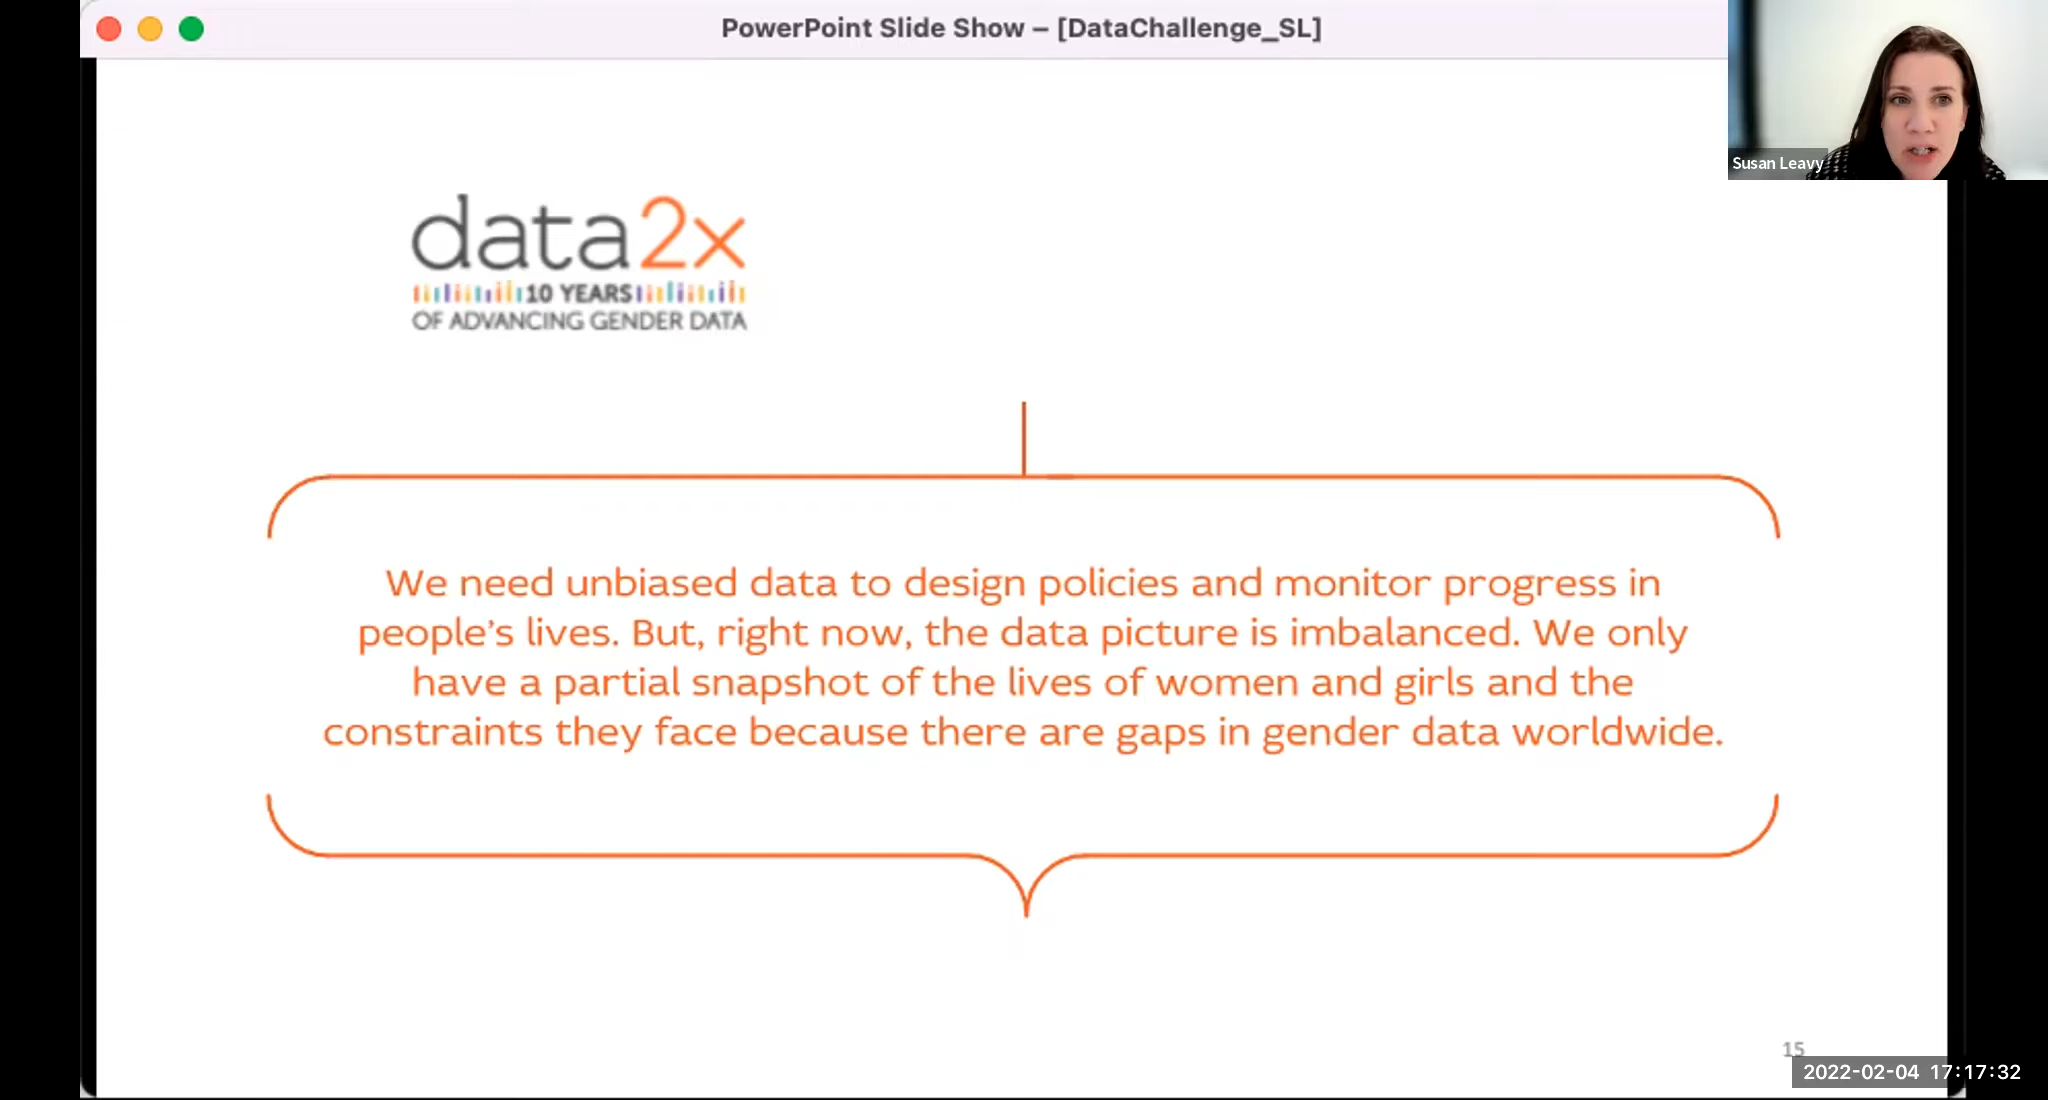 PowerPoint Slide Show – [DataChallenge_SL]
Susan Leavy
data2x
10 YEARS
OF ADVANCING GENDER DATA
We need unbiased data to design policies and monitor progress in
people’s lives. But, right now, the data picture is imbalanced. We only
have a partial snapshot of the lives of women and girls and the
constraints they face because there are gaps in gender data worldwide.
15
2022-02-04 17:17:32